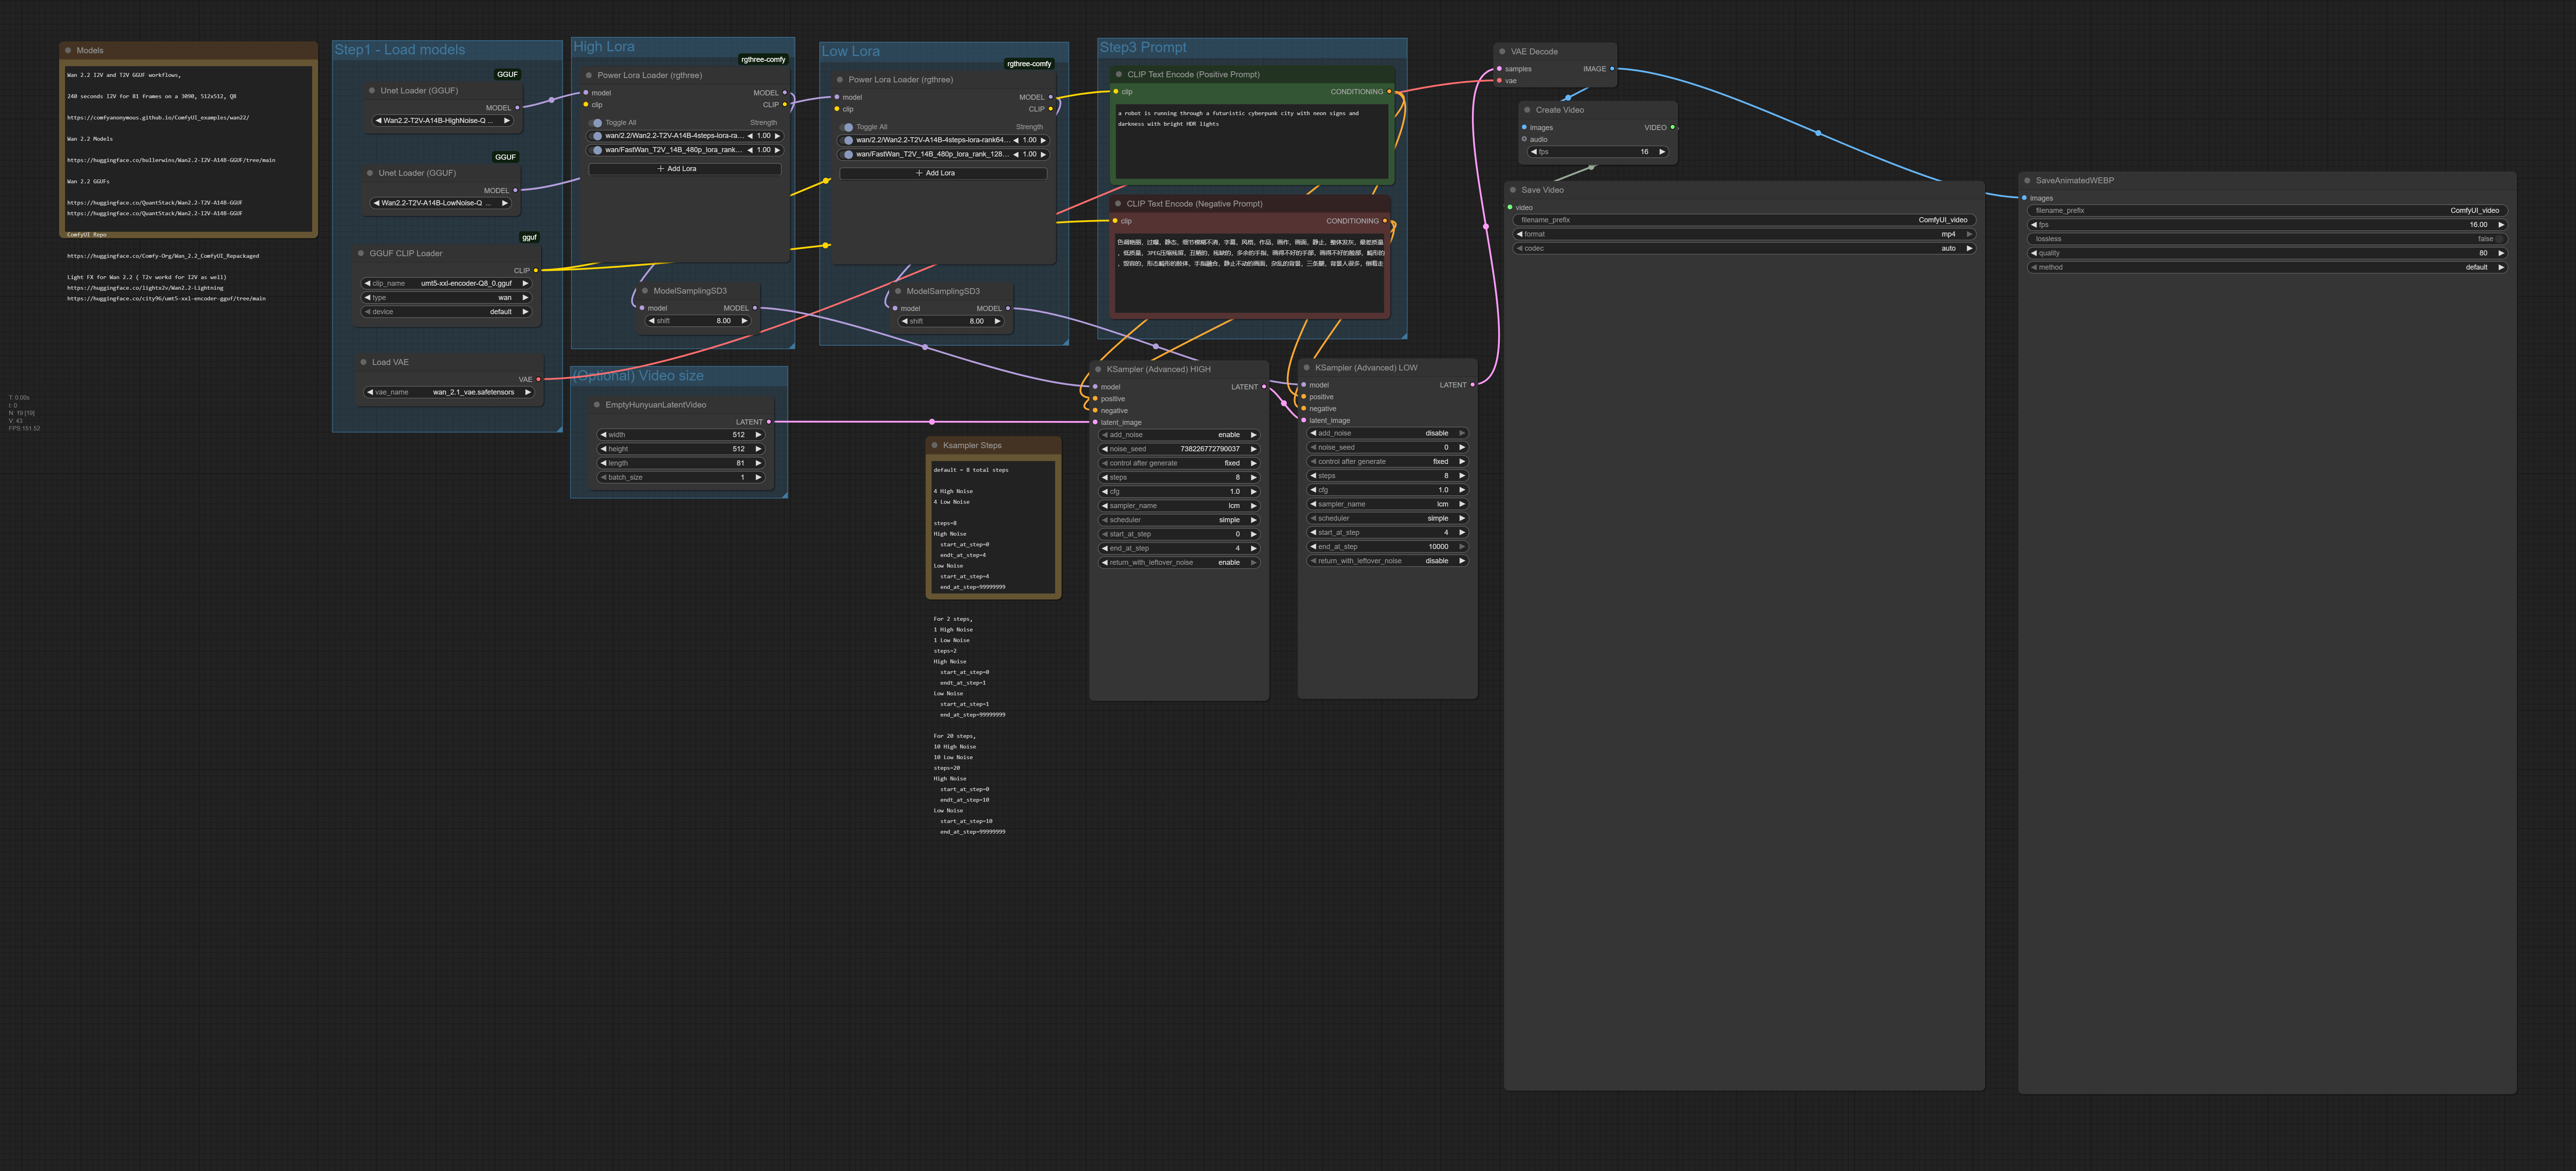 Models
Wan 2.2 I2V and T2V GGUF workflows,
240 seconds I2V for 81 frames on a 3090, 512x512, Q8
https://comfyanonymous.github.io/ComfyUI_examples/wan22/
Wan 2.2 Models
https://huggingface.co/bullerwins/Wan2.2-I2V-A14B-GGUF/tree/main
Wan 2.2 GGUFs
https://huggingface.co/QuantStack/Wan2.2-T2V-A14B-GGUF
https://huggingface.co/QuantStack/Wan2.2-I2V-A14B-GGUF
ComfyUI Repo
https://huggingface.co/Comfy-Org/Wan_2.2_ComfyUI_Repackaged
Light FX for Wan 2.2 ( T2v workd for I2V as well)
https://huggingface.co/lightx2v/Wan2.2-Lightning
https://huggingface.co/city96/umt5-xxl-encoder-gguf/tree/main
T: 0.00s
I: 0
N: 19 [19]
V: 43
FPS:151.52
Step1 - Load models
GGUF
Unet Loader (GGUF)
MODEL
Wan2.2-T2V-A14B-HighNoise-Q ...
GGUF
Unet Loader (GGUF)
MODEL
Wan2.2-T2V-A14B-LowNoise-Q ...
gguf
GGUF CLIP Loader
CLIP
clip_name umt5-xxl-encoder-Q8_0.gguf
type wan
device default
Load VAE
VAE
vae_name wan_2.1_vae.safetensors
High Lora
rgthree-comfy
Power Lora Loader (rgthree)
model MODEL
clip CLIP
Toggle All Strength
wan/2.2/Wan2.2-T2V-A14B-4steps-lora-ra... 1.00
wan/FastWan_T2V_14B_480p_lora_rank... 1.00
+ Add Lora
ModelSamplingSD3
model MODEL
shift 8.00
(Optional) Video size
EmptyHunyuanLatentVideo
LATENT
width 512
height 512
length 81
batch_size 1
Low Lora
rgthree-comfy
Power Lora Loader (rgthree)
model MODEL
clip CLIP
Toggle All Strength
wan/2.2/Wan2.2-T2V-A14B-4steps-lora-rank64... 1.00
wan/FastWan_T2V_14B_480p_lora_rank_128... 1.00
+ Add Lora
ModelSamplingSD3
model MODEL
shift 8.00
Ksampler Steps
default = 8 total steps
4 High Noise
4 Low Noise
steps=8
High Noise
start_at_step=0
endt_at_step=4
Low Noise
start_at_step=4
end_at_step=99999999
For 2 steps,
1 High Noise
1 Low Noise
steps=2
High Noise
start_at_step=0
endt_at_step=1
Low Noise
start_at_step=1
end_at_step=99999999
For 20 steps,
10 High Noise
10 Low Noise
steps=20
High Noise
start_at_step=0
endt_at_step=10
Low Noise
start_at_step=10
end_at_step=99999999
Step3 Prompt
CLIP Text Encode (Positive Prompt)
clip CONDITIONING
a robot is running through a futuristic cyberpunk city with neon signs and
darkness with bright HDR lights
CLIP Text Encode (Negative Prompt)
clip CONDITIONING
色调艳丽，过曝，静态，细节模糊不清，字幕，风格，作品，画作，画面，静止，整体发灰，最差质量
，低质量，JPEG压缩残留，丑陋的，残缺的，多余的手指，画得不好的手部，画得不好的脸部，畸形的
，毁容的，形态畸形的肢体，手指融合，静止不动的画面，杂乱的背景，三条腿，背景人很多，倒着走
KSampler (Advanced) HIGH
model LATENT
positive
negative
latent_image
add_noise enable
noise_seed 738226772790037
control after generate fixed
steps 8
cfg 1.0
sampler_name lcm
scheduler simple
start_at_step 0
end_at_step 4
return_with_leftover_noise enable
KSampler (Advanced) LOW
model LATENT
positive
negative
latent_image
add_noise disable
noise_seed 0
control after generate fixed
steps 8
cfg 1.0
sampler_name lcm
scheduler simple
start_at_step 4
end_at_step 10000
return_with_leftover_noise disable
VAE Decode
samples IMAGE
vae
Create Video
images VIDEO
audio
fps 16
Save Video
video
filename_prefix ComfyUI_video
format mp4
codec auto
SaveAnimatedWEBP
images
filename_prefix ComfyUI_video
fps 16.00
lossless false
quality 80
method default